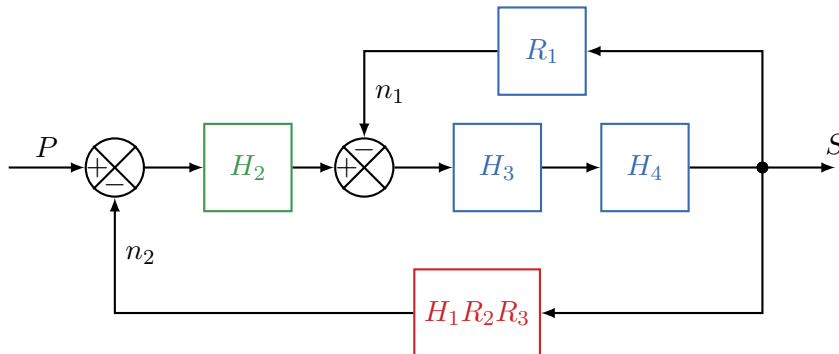 R₁
n₁
P + − H₂ + − H₃ H₄ S
n₂
H₁R₂R₃